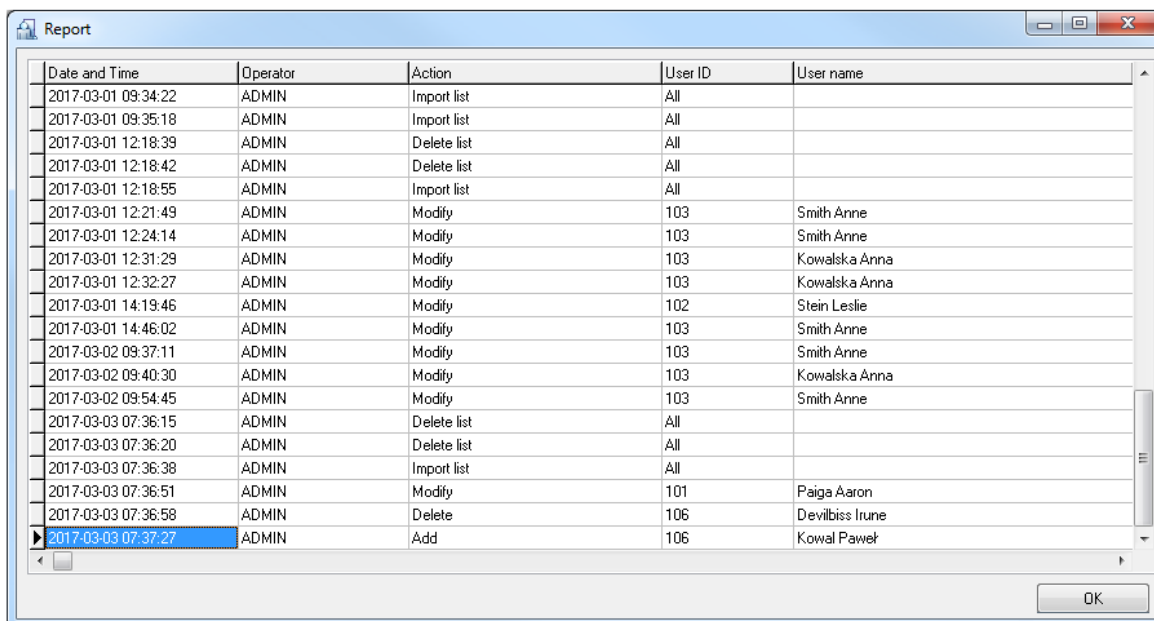 Report
Date and Time Operator Action User ID User name
2017-03-01 09:34:22 ADMIN Import list All
2017-03-01 09:35:18 ADMIN Import list All
2017-03-01 12:18:39 ADMIN Delete list All
2017-03-01 12:18:42 ADMIN Delete list All
2017-03-01 12:18:55 ADMIN Import list All
2017-03-01 12:21:49 ADMIN Modify 103 Smith Anne
2017-03-01 12:24:14 ADMIN Modify 103 Smith Anne
2017-03-01 12:31:29 ADMIN Modify 103 Kowalska Anna
2017-03-01 12:32:27 ADMIN Modify 103 Kowalska Anna
2017-03-01 14:19:46 ADMIN Modify 102 Stein Leslie
2017-03-01 14:46:02 ADMIN Modify 103 Smith Anne
2017-03-02 09:37:11 ADMIN Modify 103 Smith Anne
2017-03-02 09:40:30 ADMIN Modify 103 Kowalska Anna
2017-03-02 09:54:45 ADMIN Modify 103 Smith Anne
2017-03-03 07:36:15 ADMIN Delete list All
2017-03-03 07:36:20 ADMIN Delete list All
2017-03-03 07:36:38 ADMIN Import list All
2017-03-03 07:36:51 ADMIN Modify 101 Paiga Aaron
2017-03-03 07:36:58 ADMIN Delete 106 Devilbiss Irune
2017-03-03 07:37:27 ADMIN Add 106 Kowal Paweł
OK